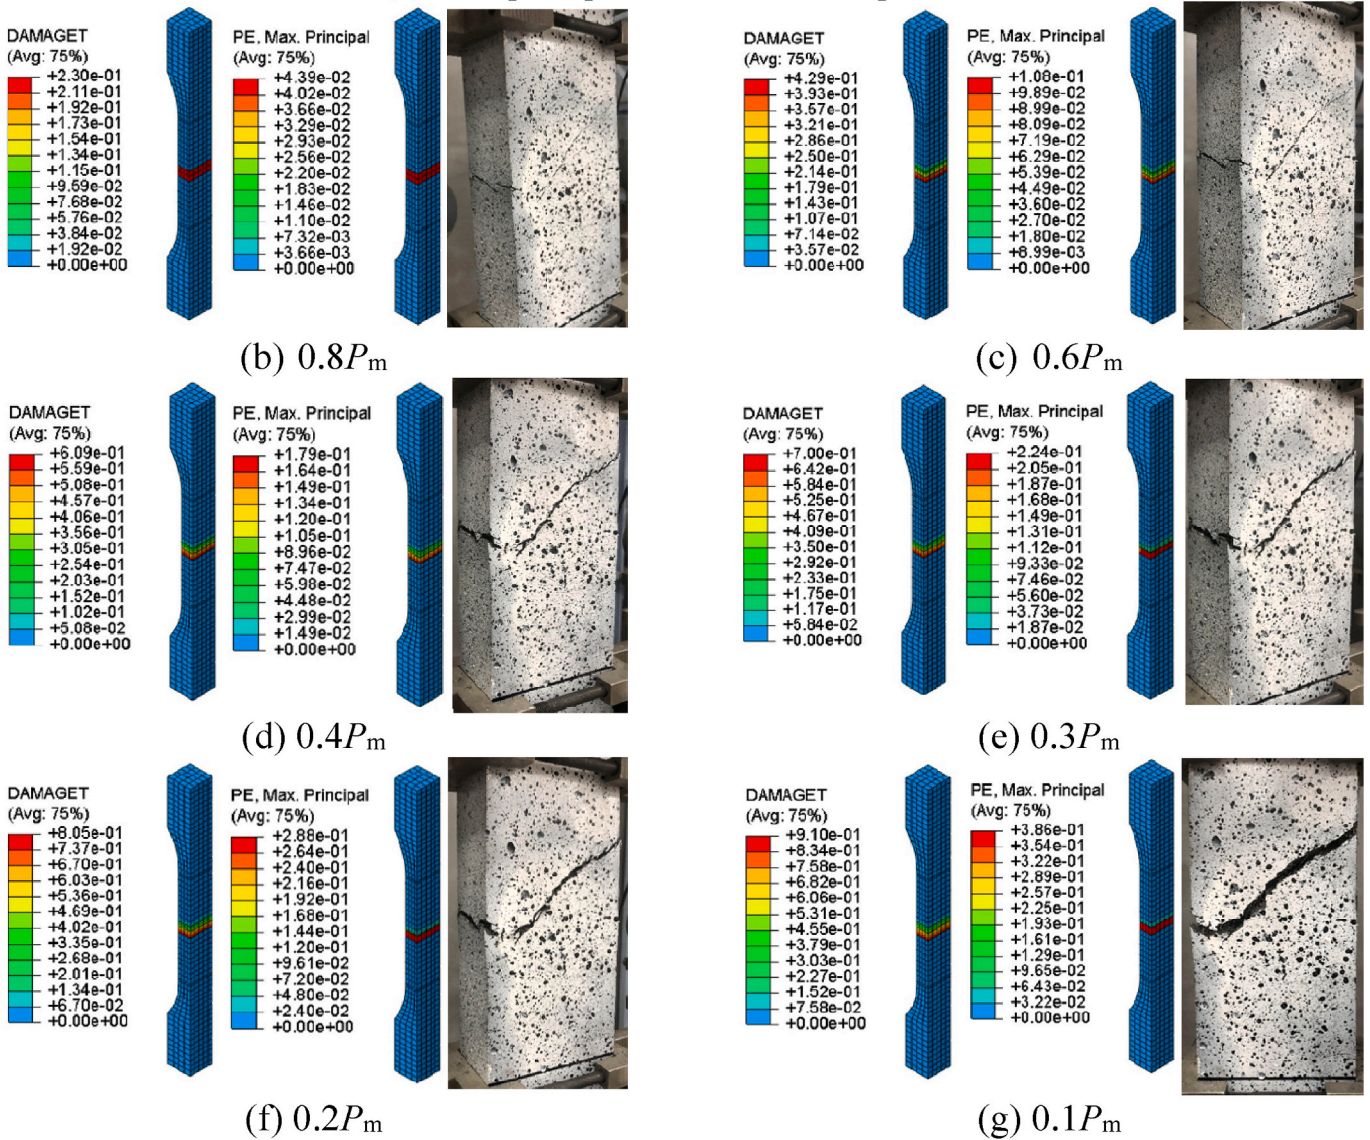 DAMAGET
(Avg: 75%)
+2.30e-01
+2.11e-01
+1.92e-01
+1.73e-01
+1.54e-01
+1.34e-01
+1.15e-01
+9.59e-02
+7.68e-02
+5.76e-02
+3.84e-02
+1.92e-02
+0.00e+00
PE, Max. Principal
(Avg: 75%)
+4.39e-02
+4.02e-02
+3.66e-02
+3.29e-02
+2.93e-02
+2.56e-02
+2.20e-02
+1.83e-02
+1.46e-02
+1.10e-02
+7.32e-03
+3.66e-03
+0.00e+00
(b) 0.8Pm
DAMAGET
(Avg: 75%)
+4.29e-01
+3.93e-01
+3.57e-01
+3.21e-01
+2.86e-01
+2.50e-01
+2.14e-01
+1.79e-01
+1.43e-01
+1.07e-01
+7.14e-02
+3.57e-02
+0.00e+00
PE, Max. Principal
(Avg: 75%)
+1.08e-01
+9.89e-02
+8.99e-02
+8.09e-02
+7.19e-02
+6.29e-02
+5.39e-02
+4.49e-02
+3.60e-02
+2.70e-02
+1.80e-02
+8.99e-03
+0.00e+00
(c) 0.6Pm
DAMAGET
(Avg: 75%)
+6.09e-01
+5.59e-01
+5.08e-01
+4.57e-01
+4.06e-01
+3.56e-01
+3.05e-01
+2.54e-01
+2.03e-01
+1.52e-01
+1.02e-01
+5.08e-02
+0.00e+00
PE, Max. Principal
(Avg: 75%)
+1.79e-01
+1.64e-01
+1.49e-01
+1.34e-01
+1.20e-01
+1.05e-01
+8.96e-02
+7.47e-02
+5.98e-02
+4.48e-02
+2.99e-02
+1.49e-02
+0.00e+00
(d) 0.4Pm
DAMAGET
(Avg: 75%)
+7.00e-01
+6.42e-01
+5.84e-01
+5.25e-01
+4.67e-01
+4.09e-01
+3.50e-01
+2.92e-01
+2.33e-01
+1.75e-01
+1.17e-01
+5.84e-02
+0.00e+00
PE, Max. Principal
(Avg: 75%)
+2.24e-01
+2.05e-01
+1.87e-01
+1.68e-01
+1.49e-01
+1.31e-01
+1.12e-01
+9.33e-02
+7.46e-02
+5.60e-02
+3.73e-02
+1.87e-02
+0.00e+00
(e) 0.3Pm
DAMAGET
(Avg: 75%)
+8.05e-01
+7.37e-01
+6.70e-01
+6.03e-01
+5.36e-01
+4.69e-01
+4.02e-01
+3.35e-01
+2.68e-01
+2.01e-01
+1.34e-01
+6.70e-02
+0.00e+00
PE, Max. Principal
(Avg: 75%)
+2.88e-01
+2.64e-01
+2.40e-01
+2.16e-01
+1.92e-01
+1.68e-01
+1.44e-01
+1.20e-01
+9.61e-02
+7.20e-02
+4.80e-02
+2.40e-02
+0.00e+00
(f) 0.2Pm
DAMAGET
(Avg: 75%)
+9.10e-01
+8.34e-01
+7.58e-01
+6.82e-01
+6.06e-01
+5.31e-01
+4.55e-01
+3.79e-01
+3.03e-01
+2.27e-01
+1.52e-01
+7.58e-02
+0.00e+00
PE, Max. Principal
(Avg: 75%)
+3.86e-01
+3.54e-01
+3.22e-01
+2.89e-01
+2.57e-01
+2.25e-01
+1.93e-01
+1.61e-01
+1.29e-01
+9.65e-02
+6.43e-02
+3.22e-02
+0.00e+00
(g) 0.1Pm